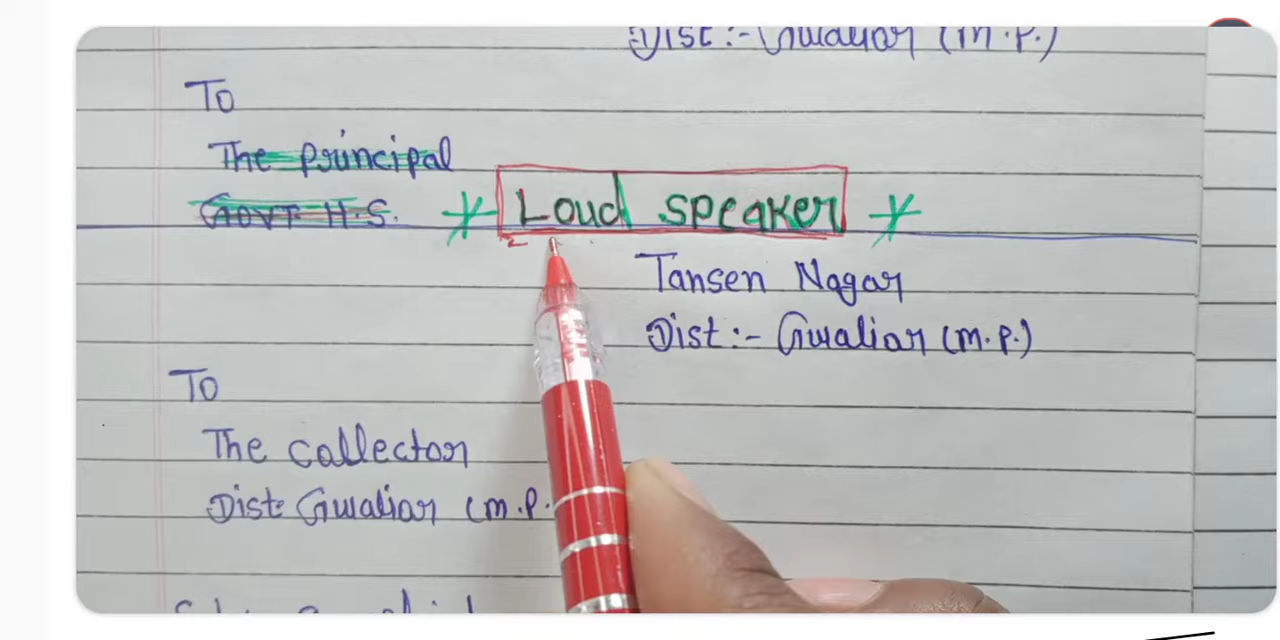 Dist :- Gwalior (M.P.)
To
The principal
Govt. H.S.
* Loud speaker *
Tansen Nagar
Dist :- Gwalior (M.P.)
To
The collector
Dist: Gwalior (M.P.